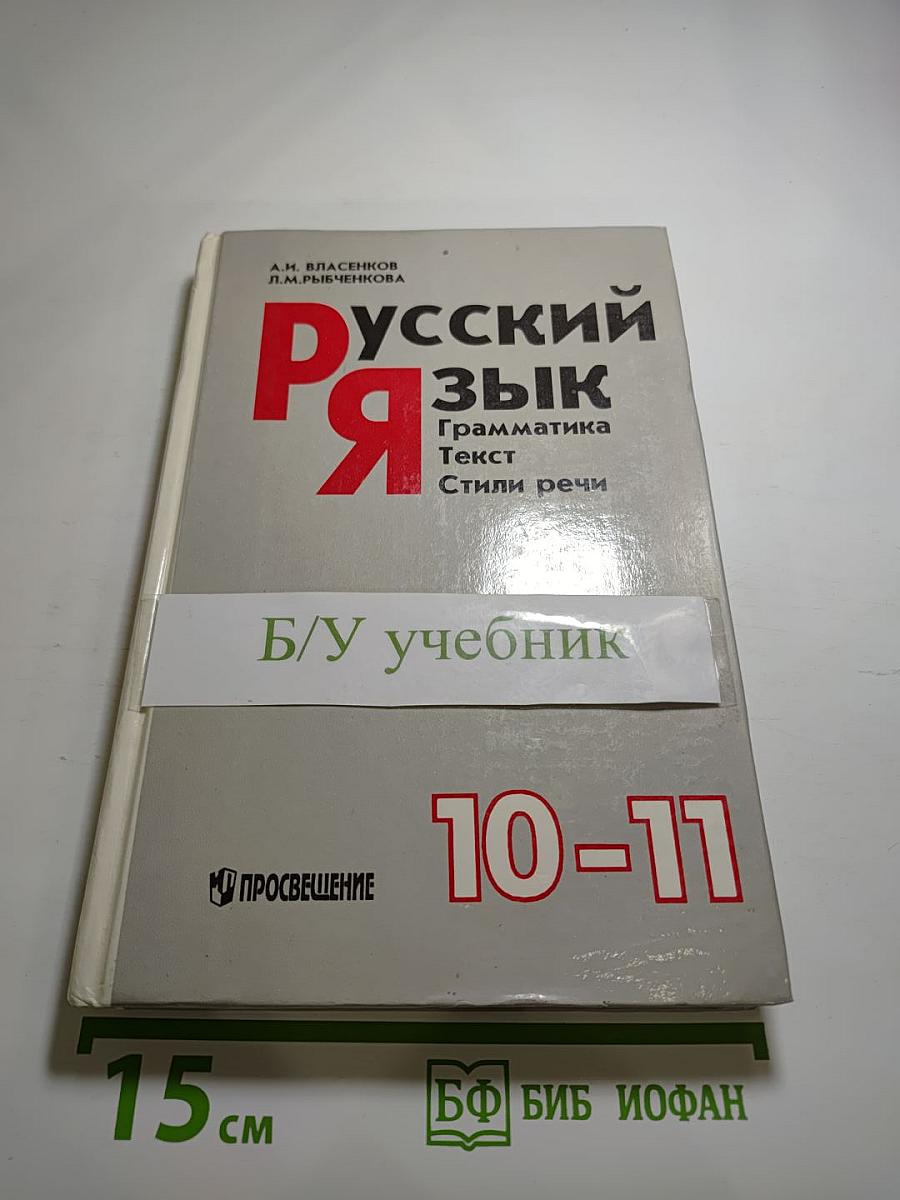 А.И. ВЛАСЕНКОВ
Л.М.РЫБЧЕНКОВА
Русский
Язык
Грамматика
Текст
Стили речи
Б/У учебник
10-11
ПРОСВЕЩЕНИЕ
15 см
БФ БИБ ИОФАН